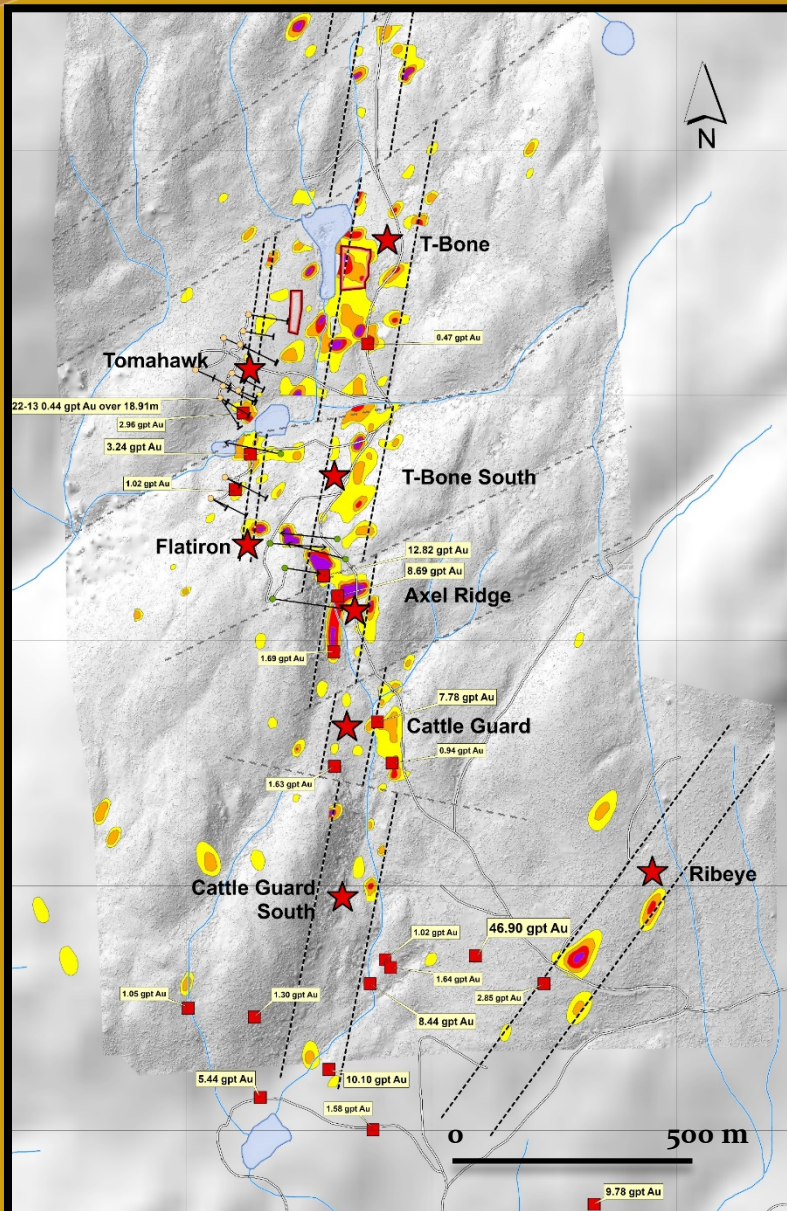 N
T-Bone
0.47 gpt Au
Tomahawk
22-13 0.44 gpt Au over 18.91m
2.96 gpt Au
3.24 gpt Au
T-Bone South
1.02 gpt Au
Flatiron
12.82 gpt Au
8.69 gpt Au
Axel Ridge
1.69 gpt Au
7.78 gpt Au
Cattle Guard
0.94 gpt Au
1.63 gpt Au
Ribeye
Cattle Guard
South
46.90 gpt Au
1.02 gpt Au
1.64 gpt Au
2.85 gpt Au
1.05 gpt Au
1.30 gpt Au
8.44 gpt Au
10.10 gpt Au
5.44 gpt Au
1.58 gpt Au
0 500 m
9.78 gpt Au